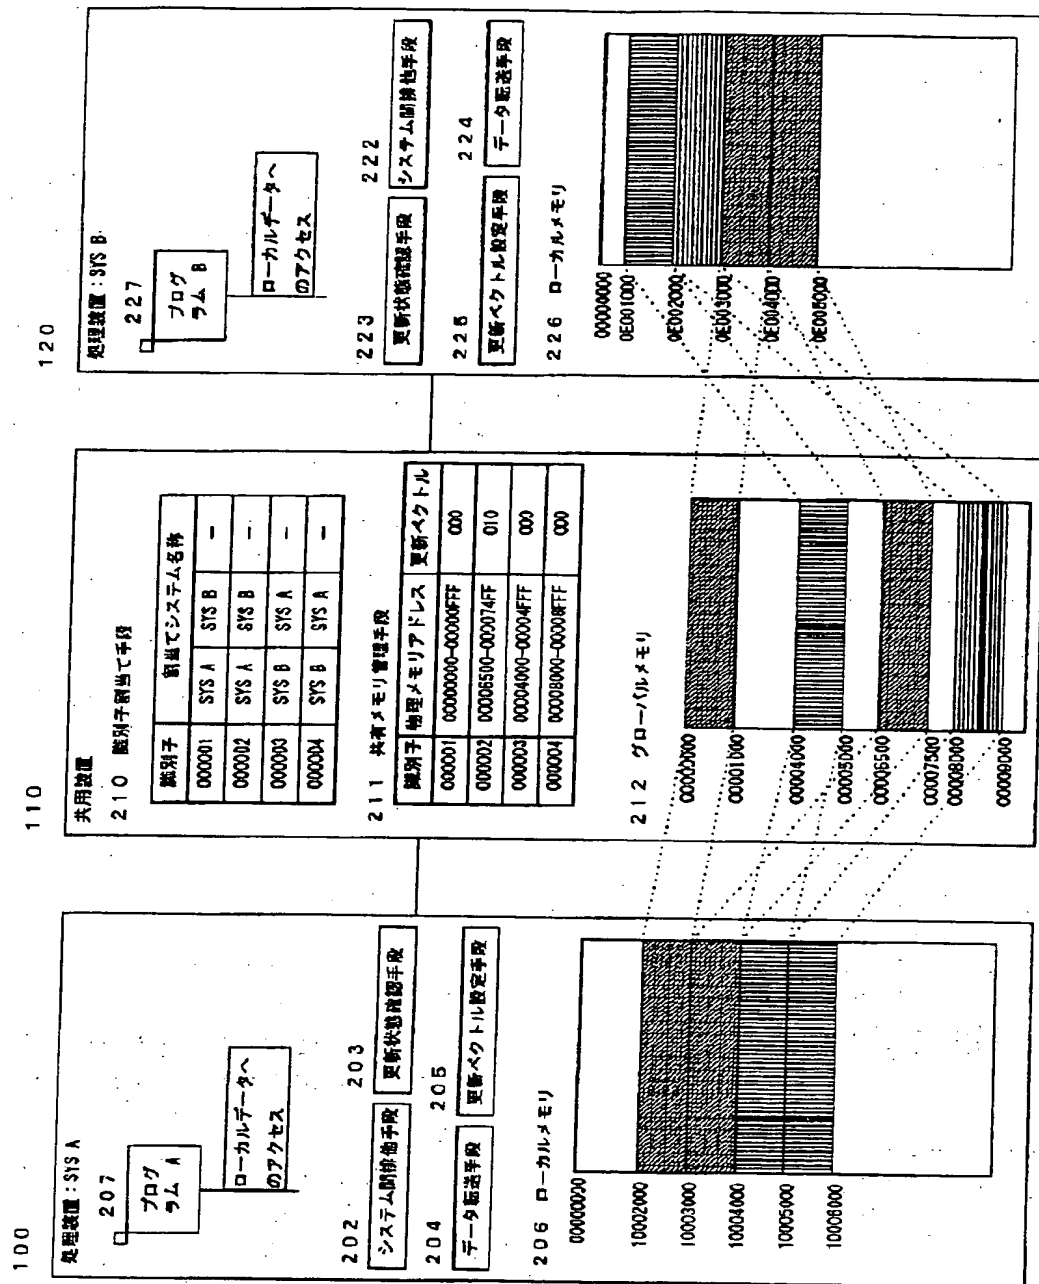 100
処理装置:SYS A
207
プログ
ラム A
ローカルデータへ
のアクセス
202
203
システム間排他手段
更新状態確認手段
204
205
データ転送手段
更新ベクトル設定手段
206 ローカルメモリ
00000000
10002000
10003000
10004000
10005000
10006000
110
共用装置
210 識別子割当て手段
識別子 割当てシステム名称
000001 SYS A SYS B -
000002 SYS A SYS B -
000003 SYS B SYS A -
000004 SYS B SYS A -
211 共有メモリ管理手段
識別子 物理メモリアドレス 更新ベクトル
000001 00000000-00000FFF 000
000002 00006500-000074FF 010
000003 00004000-00004FFF 000
000004 00008000-00008FFF 000
212 グローバルメモリ
00000000
00001000
00004000
00005000
00006500
00007500
00008000
00009000
120
処理装置:SYS B
227
プログ
ラム B
ローカルデータへ
のアクセス
223
222
更新状態確認手段
システム間排他手段
225
224
更新ベクトル設定手段
データ転送手段
226 ローカルメモリ
00000000
0E001000
0E002000
0E003000
0E004000
0E005000